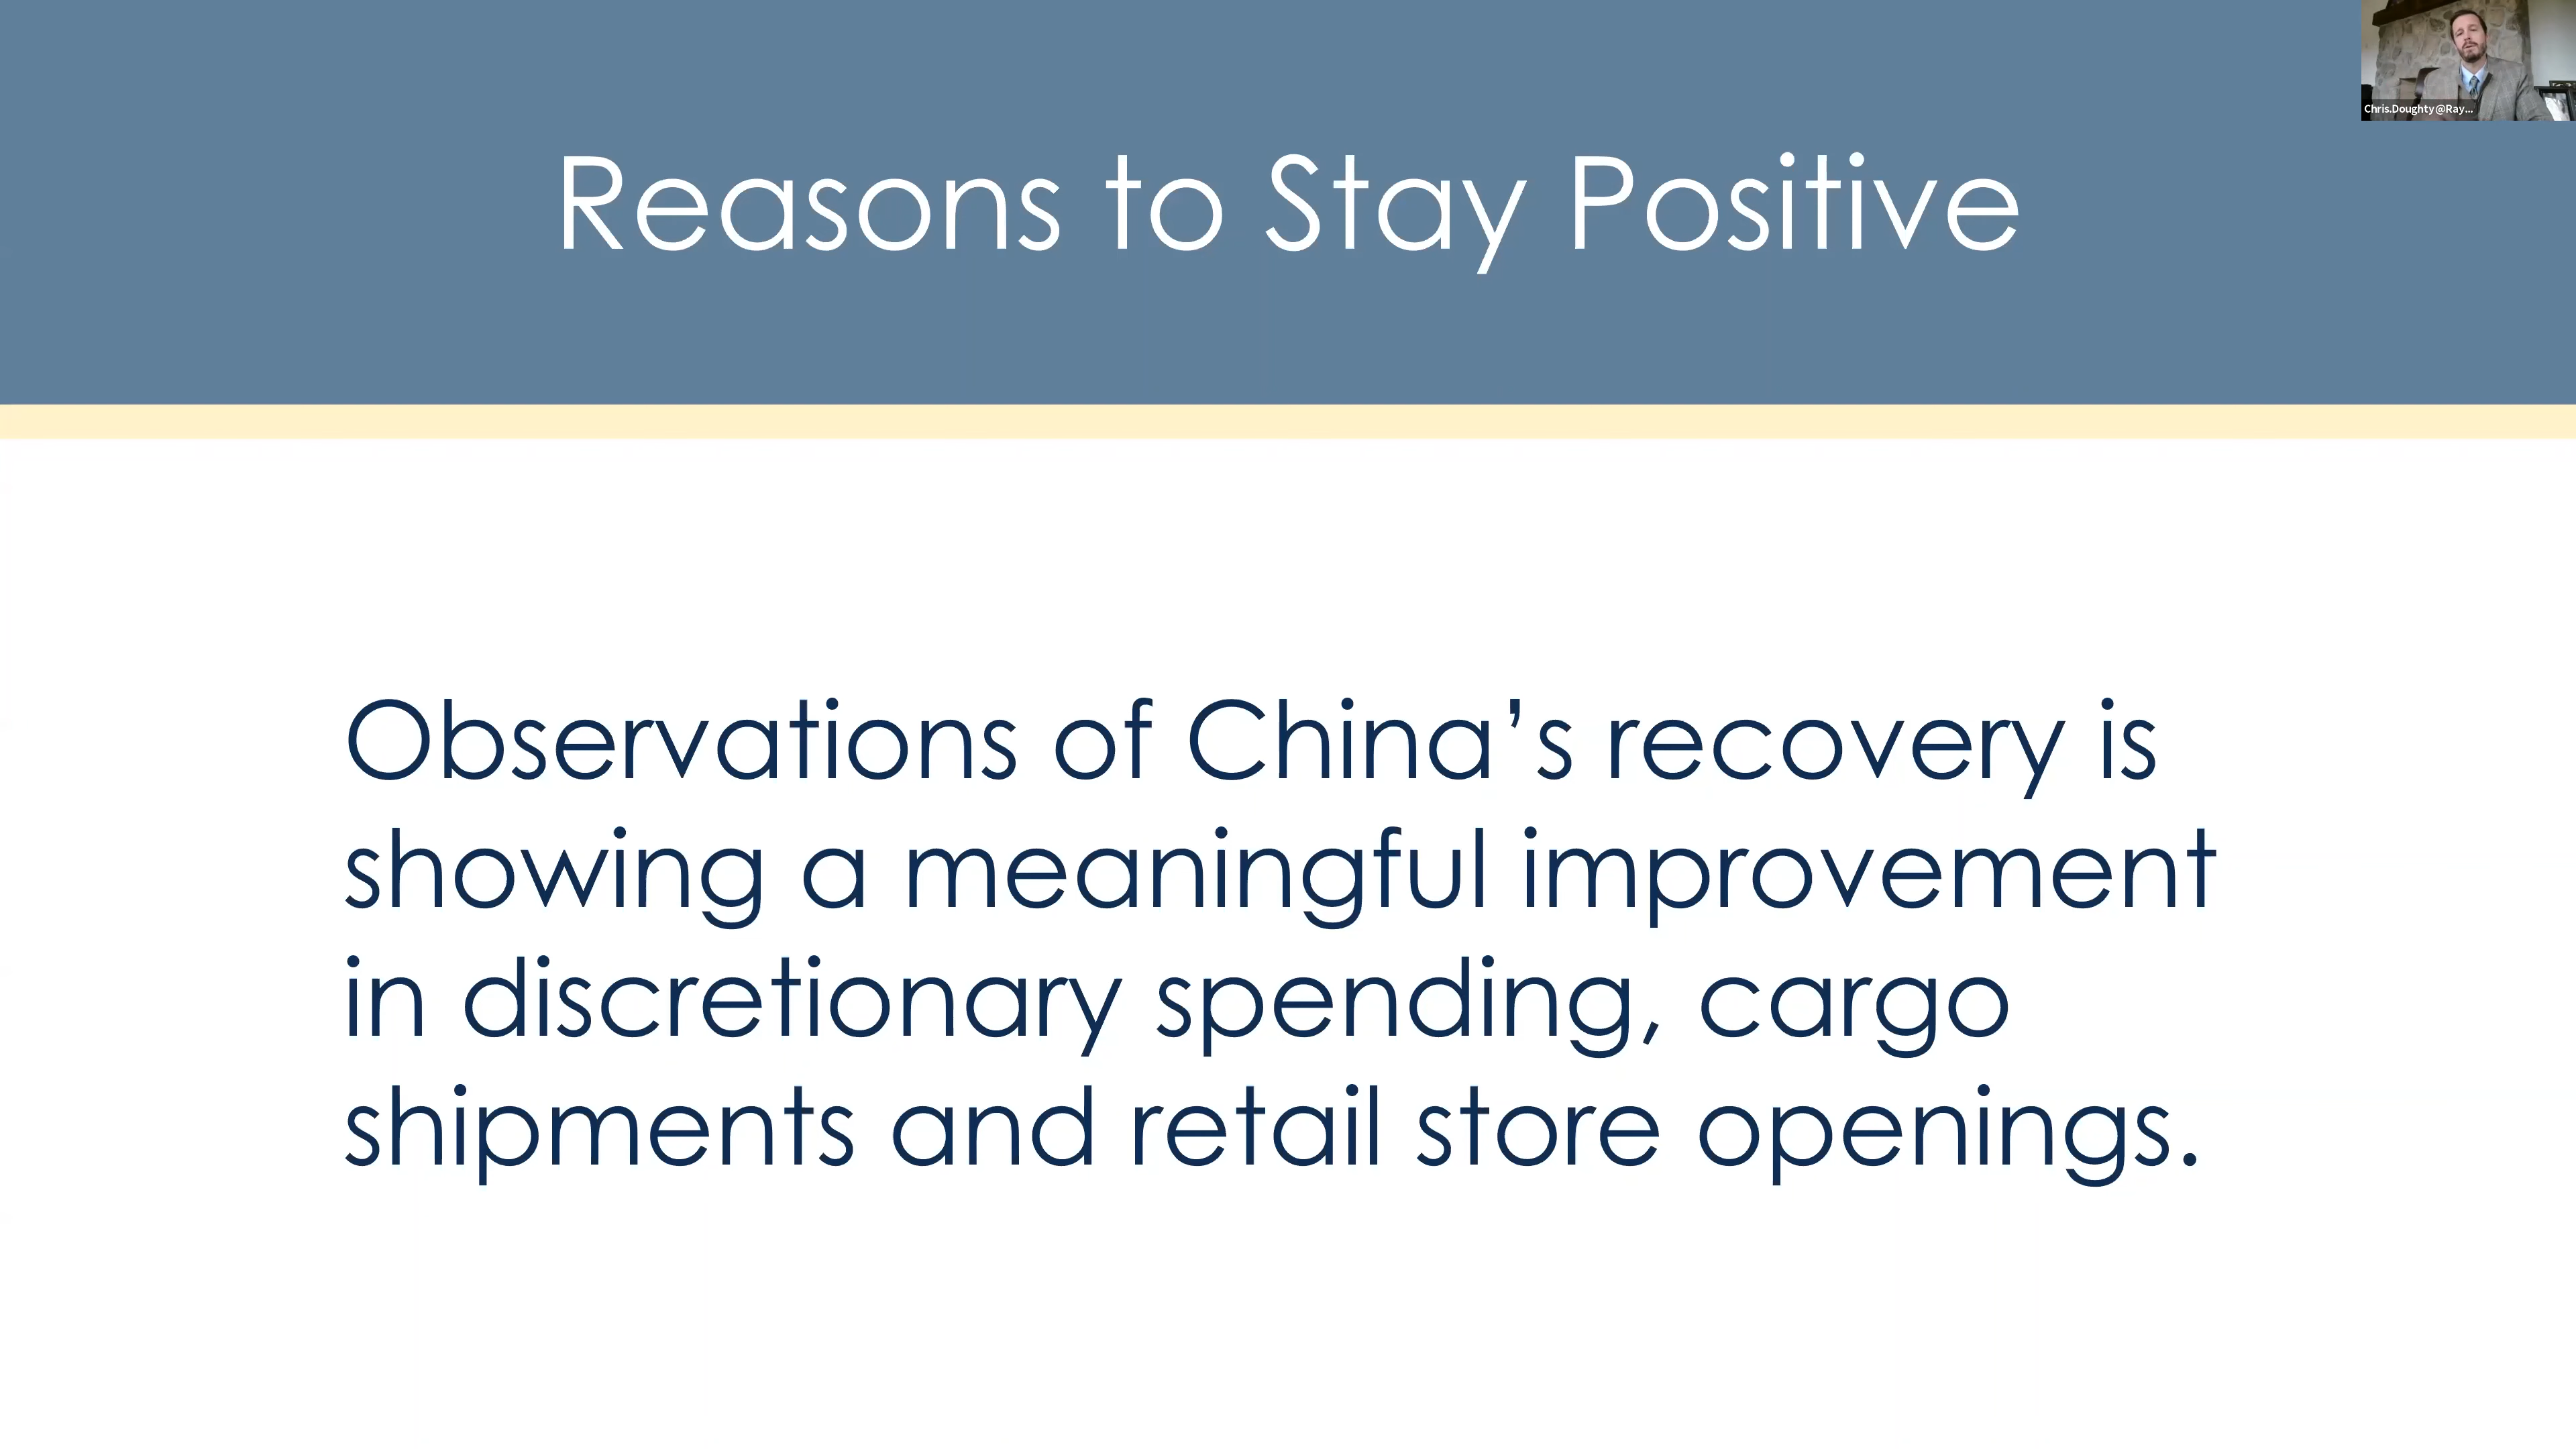 Chris.Doughty@Ray...
Reasons to Stay Positive
Observations of China’s recovery is
showing a meaningful improvement
in discretionary spending, cargo
shipments and retail store openings.